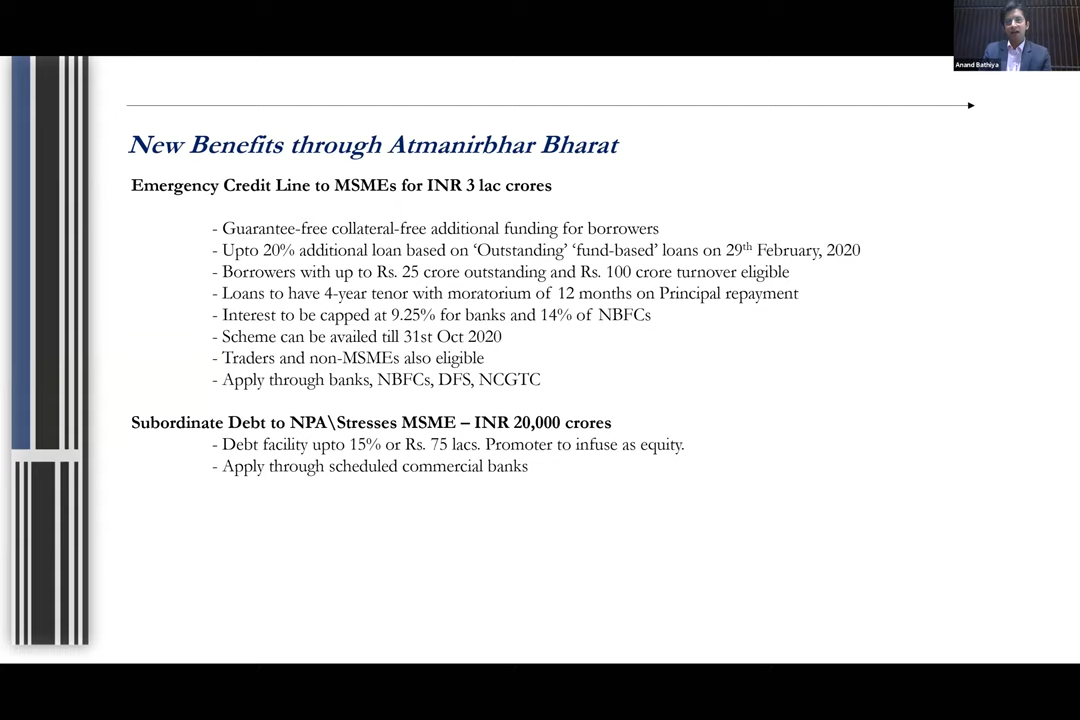 Anand Bathiya
New Benefits through Atmanirbhar Bharat
Emergency Credit Line to MSMEs for INR 3 lac crores
- Guarantee-free collateral-free additional funding for borrowers
- Upto 20% additional loan based on ‘Outstanding’ ‘fund-based’ loans on 29th February, 2020
- Borrowers with up to Rs. 25 crore outstanding and Rs. 100 crore turnover eligible
- Loans to have 4-year tenor with moratorium of 12 months on Principal repayment
- Interest to be capped at 9.25% for banks and 14% of NBFCs
- Scheme can be availed till 31st Oct 2020
- Traders and non-MSMEs also eligible
- Apply through banks, NBFCs, DFS, NCGTC
Subordinate Debt to NPA\Stresses MSME – INR 20,000 crores
- Debt facility upto 15% or Rs. 75 lacs. Promoter to infuse as equity.
- Apply through scheduled commercial banks